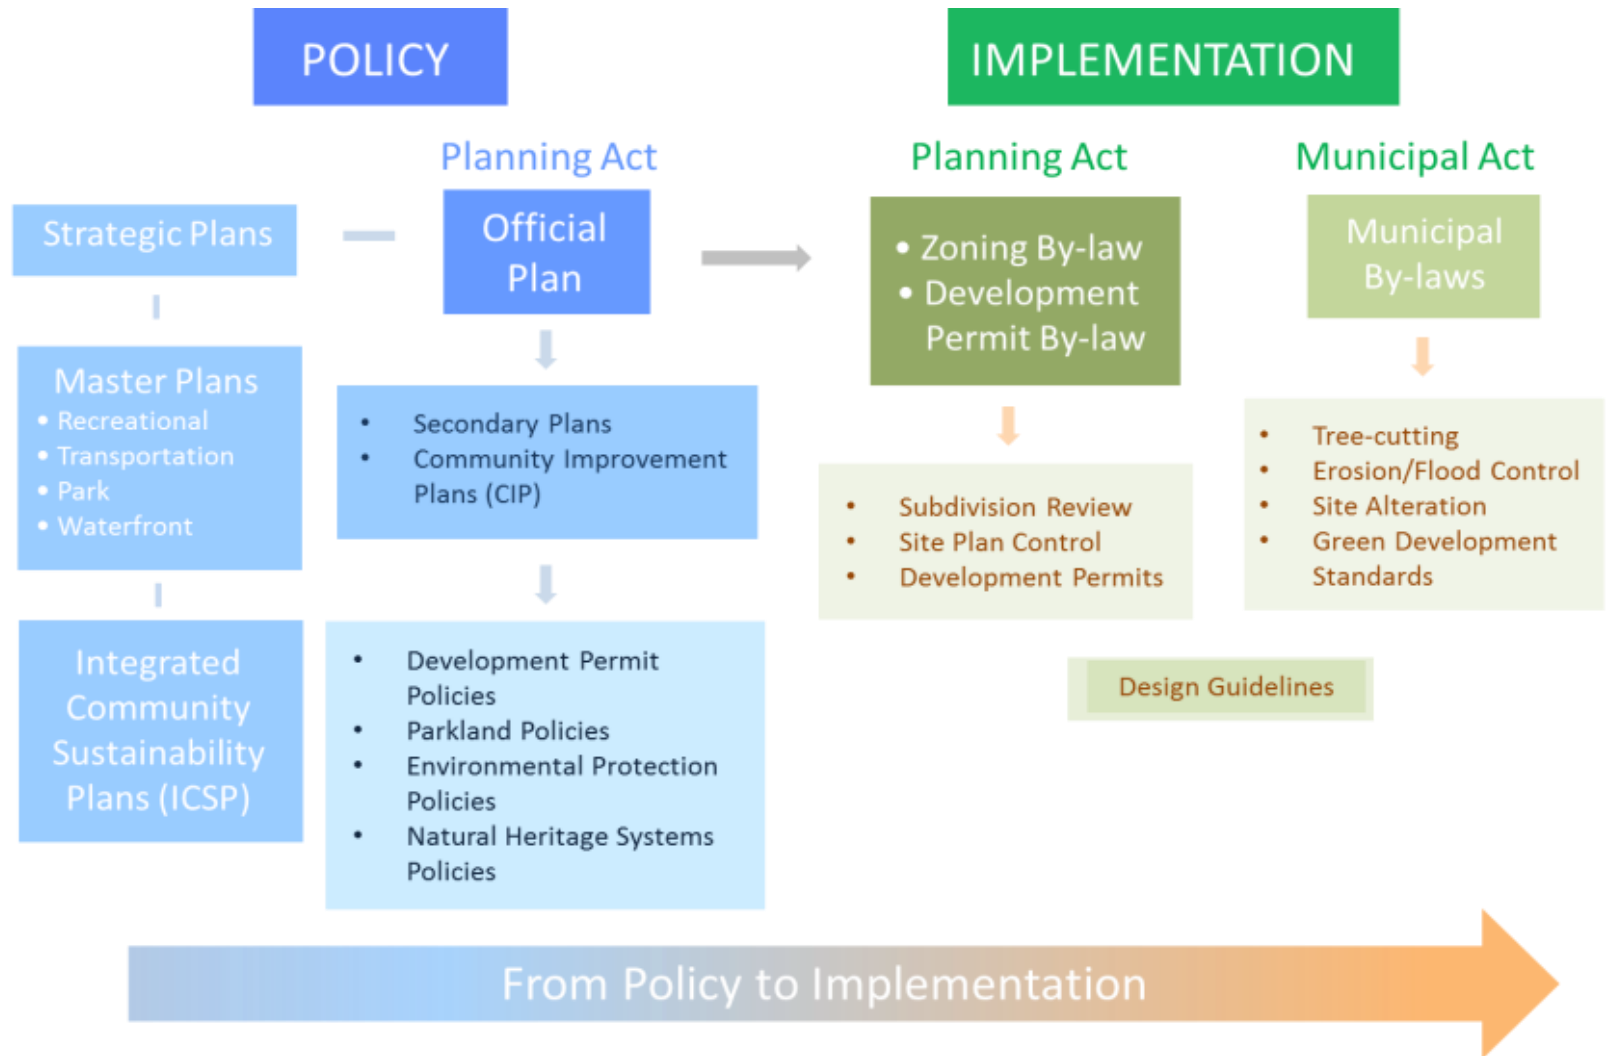 POLICY
IMPLEMENTATION
Planning Act
Planning Act
Municipal Act
Strategic Plans
Official
Plan
• Zoning By-law
• Development
Permit By-law
Municipal
By-laws
Master Plans
• Recreational
• Transportation
• Park
• Waterfront
• Secondary Plans
• Community Improvement
Plans (CIP)
• Subdivision Review
• Site Plan Control
• Development Permits
• Tree-cutting
• Erosion/Flood Control
• Site Alteration
• Green Development
Standards
Integrated
Community
Sustainability
Plans (ICSP)
• Development Permit
Policies
• Parkland Policies
• Environmental Protection
Policies
• Natural Heritage Systems
Policies
Design Guidelines
From Policy to Implementation